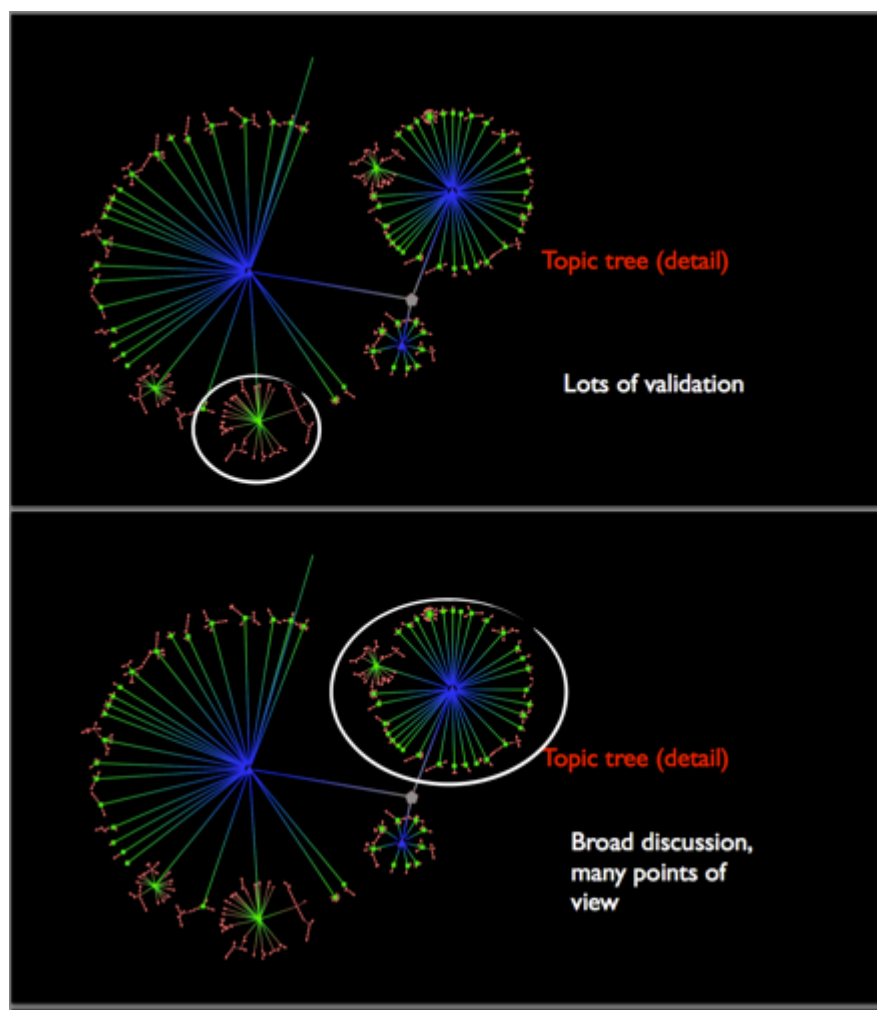 Topic tree (detail)
Lots of validation
Topic tree (detail)
Broad discussion,
many points of
view